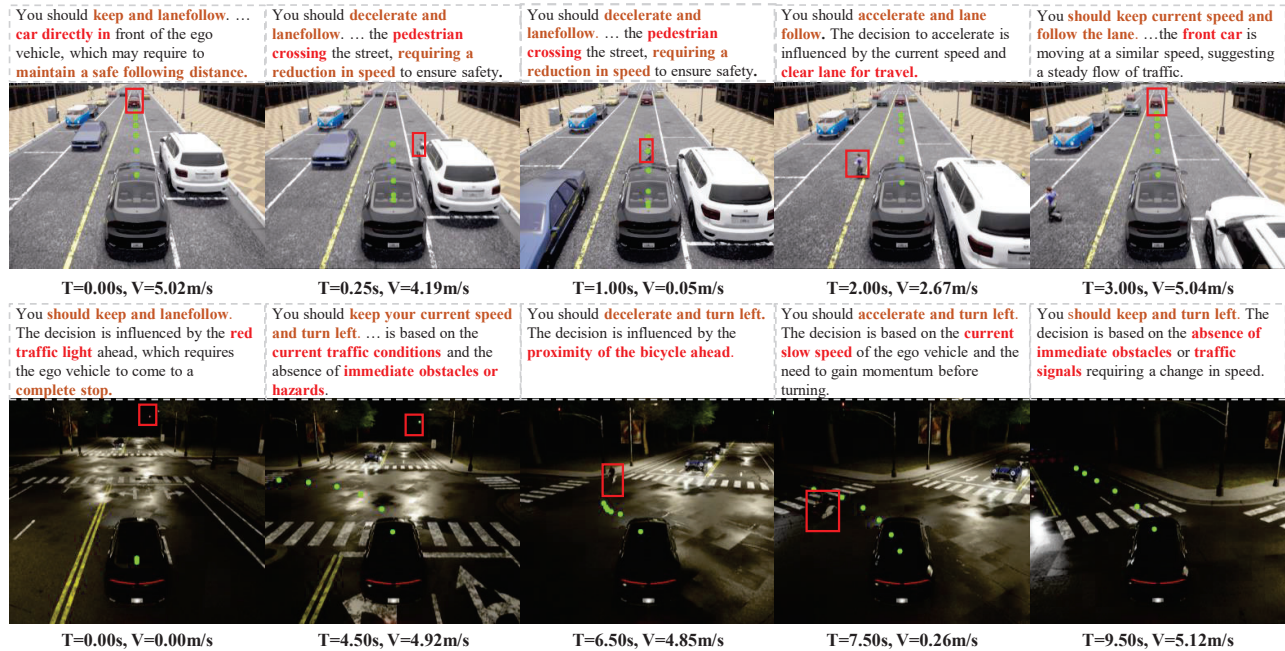 You should keep and lanefollow. …
car directly in front of the ego
vehicle, which may require to
maintain a safe following distance.
You should decelerate and
lanefollow. … the pedestrian
crossing the street, requiring a
reduction in speed to ensure safety.
You should decelerate and
lanefollow. … the pedestrian
crossing the street, requiring a
reduction in speed to ensure safety.
You should accelerate and lane
follow. The decision to accelerate is
influenced by the current speed and
clear lane for travel.
You should keep current speed and
follow the lane. …the front car is
moving at a similar speed, suggesting
a steady flow of traffic.
T=0.00s, V=5.02m/s
T=0.25s, V=4.19m/s
T=1.00s, V=0.05m/s
T=2.00s, V=2.67m/s
T=3.00s, V=5.04m/s
You should keep and lanefollow.
The decision is influenced by the red
traffic light ahead, which requires
the ego vehicle to come to a
complete stop.
You should keep your current speed
and turn left. … is based on the
current traffic conditions and the
absence of immediate obstacles or
hazards.
You should decelerate and turn left.
The decision is influenced by the
proximity of the bicycle ahead.
You should accelerate and turn left.
The decision is based on the current
slow speed of the ego vehicle and the
need to gain momentum before
turning.
You should keep and turn left. The
decision is based on the absence of
immediate obstacles or traffic
signals requiring a change in speed.
T=0.00s, V=0.00m/s
T=4.50s, V=4.92m/s
T=6.50s, V=4.85m/s
T=7.50s, V=0.26m/s
T=9.50s, V=5.12m/s